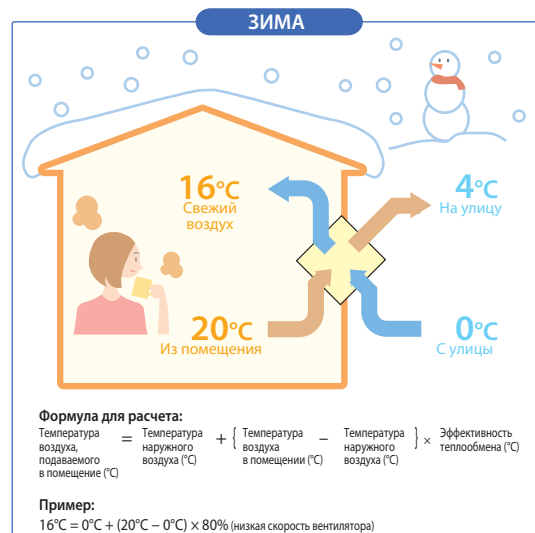 ЗИМА
16°C
Свежий
воздух
4°C
На улицу
20°C
Из помещения
0°C
С улицы
Формула для расчета:
Температура воздуха, подаваемого в помещение (°C) = Температура наружного воздуха (°C) + { Температура воздуха в помещении (°C) – Температура наружного воздуха (°C) } × Эффективность теплообмена (°C)
Пример:
16°C = 0°C + (20°C – 0°C) × 80% (низкая скорость вентилятора)